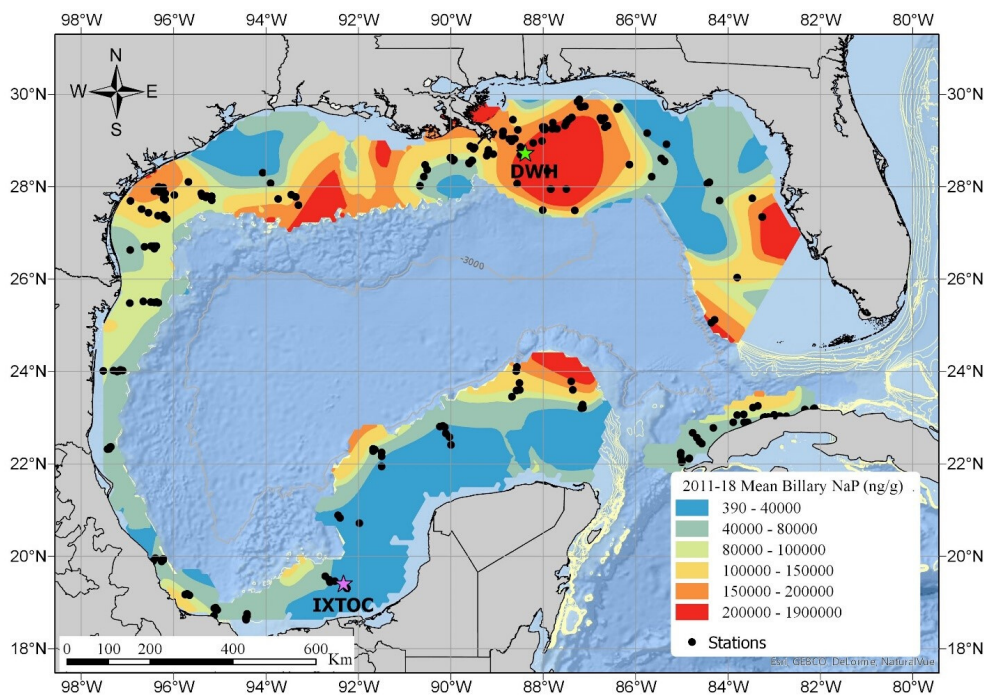 98°W 96°W 94°W 92°W 90°W 88°W 86°W 84°W 82°W 80°W
N
W E
S
30°N 30°N
DWH
28°N 28°N
26°N 26°N
-3000
24°N 24°N
22°N 22°N
2011-18 Mean Billary NaP (ng/g)
390 - 40000
40000 - 80000
20°N 20°N
80000 - 100000
100000 - 150000
150000 - 200000
IXTOC
200000 - 1900000
Stations
0 100 200 400 600
Km
18°N 18°N
Esri, GEBCO, DeLorme, NaturalVue
98°W 96°W 94°W 92°W 90°W 88°W 86°W 84°W 82°W 80°W